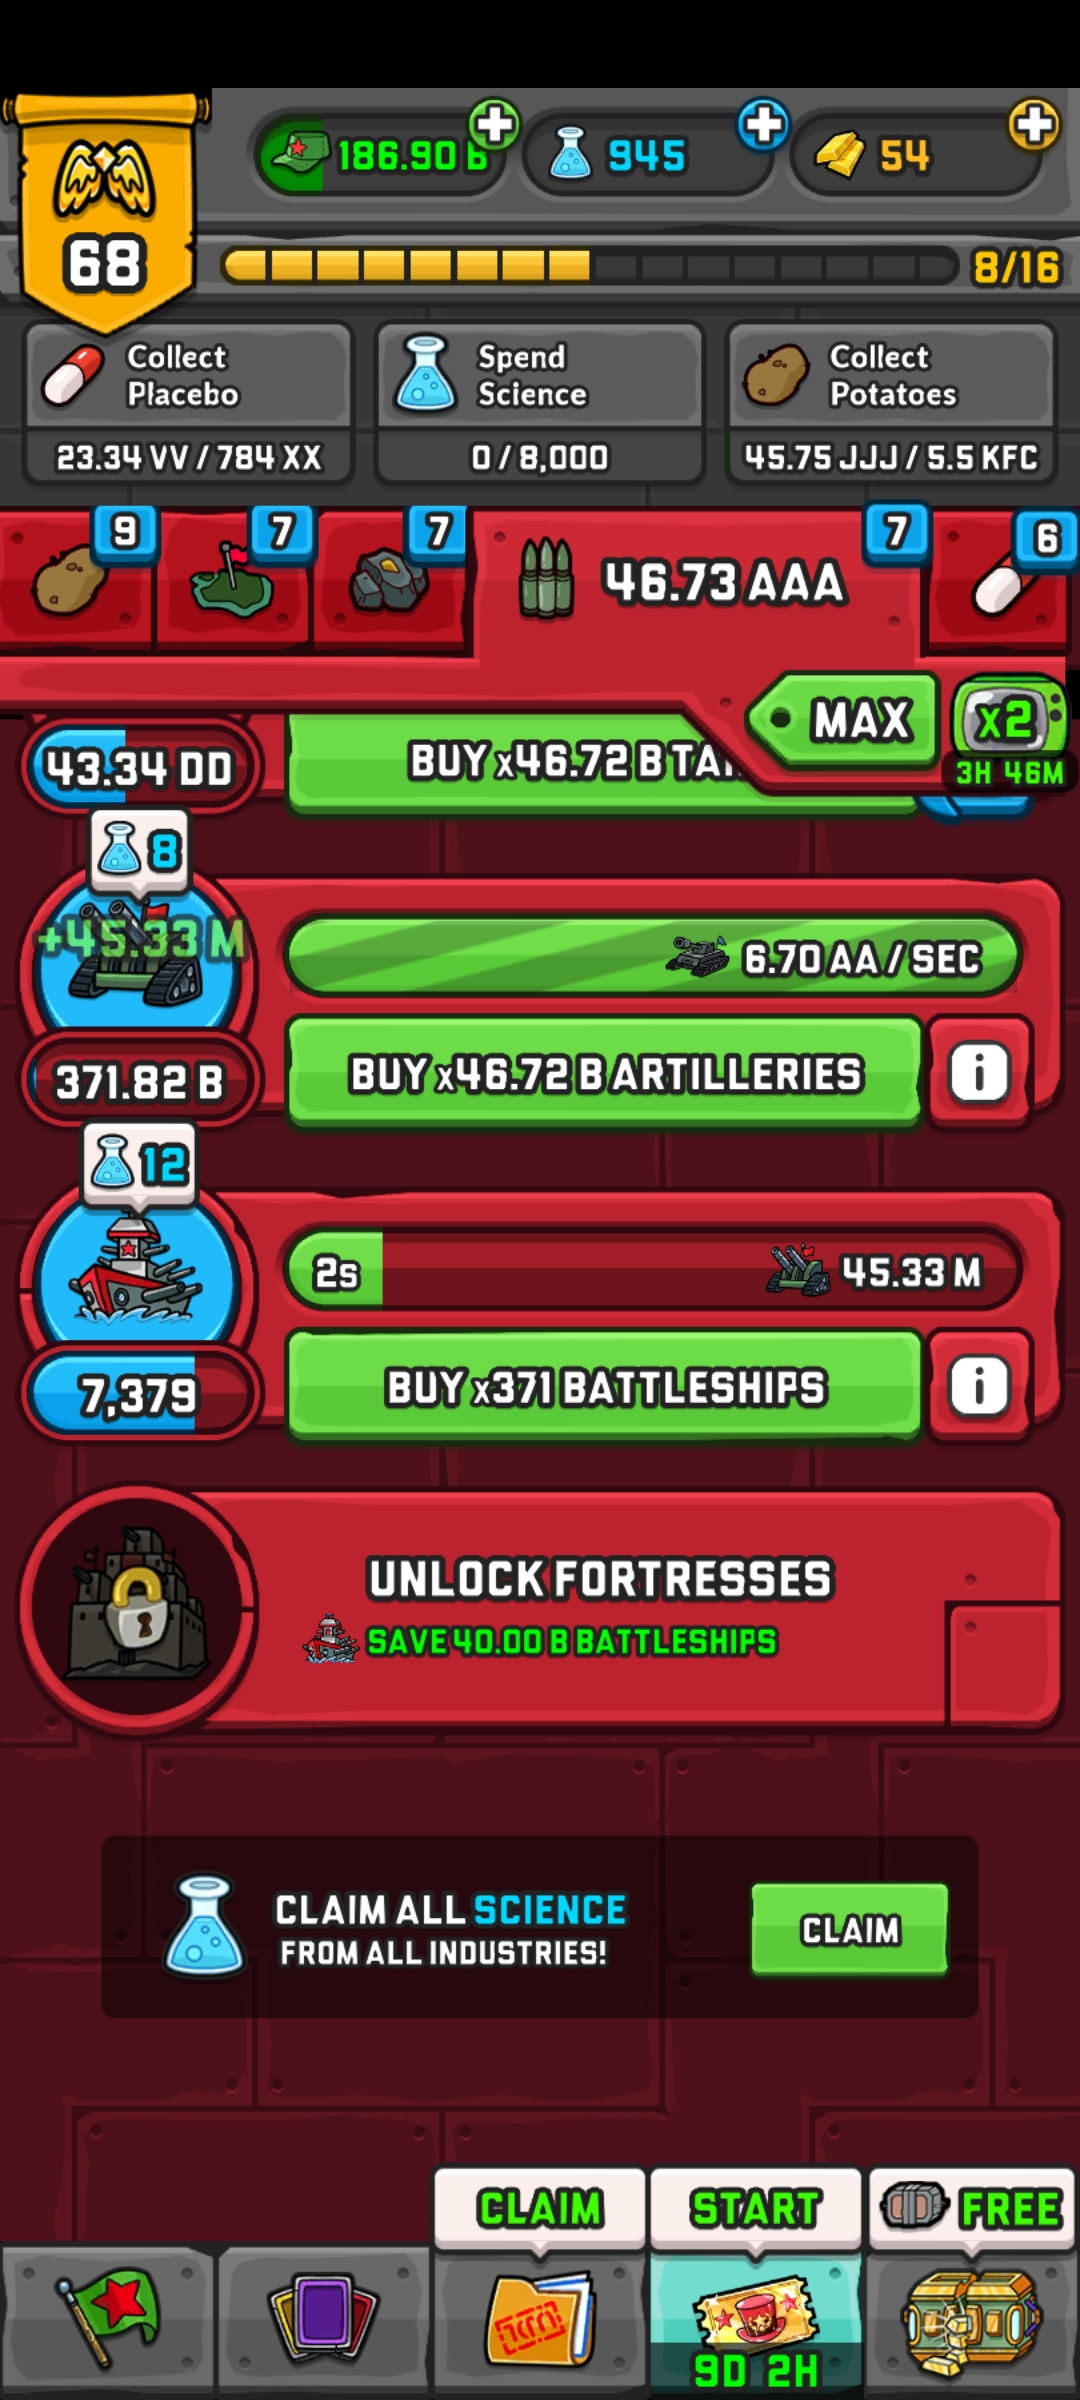 186.90 B
945
54
68
8/16
Collect
Placebo
23.34 VV / 784 XX
Spend
Science
0 / 8,000
Collect
Potatoes
45.75 JJJ / 5.5 KFC
9
7
7
46.73 AAA
7
6
MAX
x2
3H 46M
43.34 DD
BUY x46.72 B
8
+45.33 M
6.70 AA / SEC
371.82 B
BUY x46.72 B ARTILLERIES
i
12
2s
45.33 M
7,379
BUY x371 BATTLESHIPS
i
UNLOCK FORTRESSES
SAVE 40.00 B BATTLESHIPS
CLAIM ALL SCIENCE
FROM ALL INDUSTRIES!
CLAIM
CLAIM
START
FREE
9D 2H